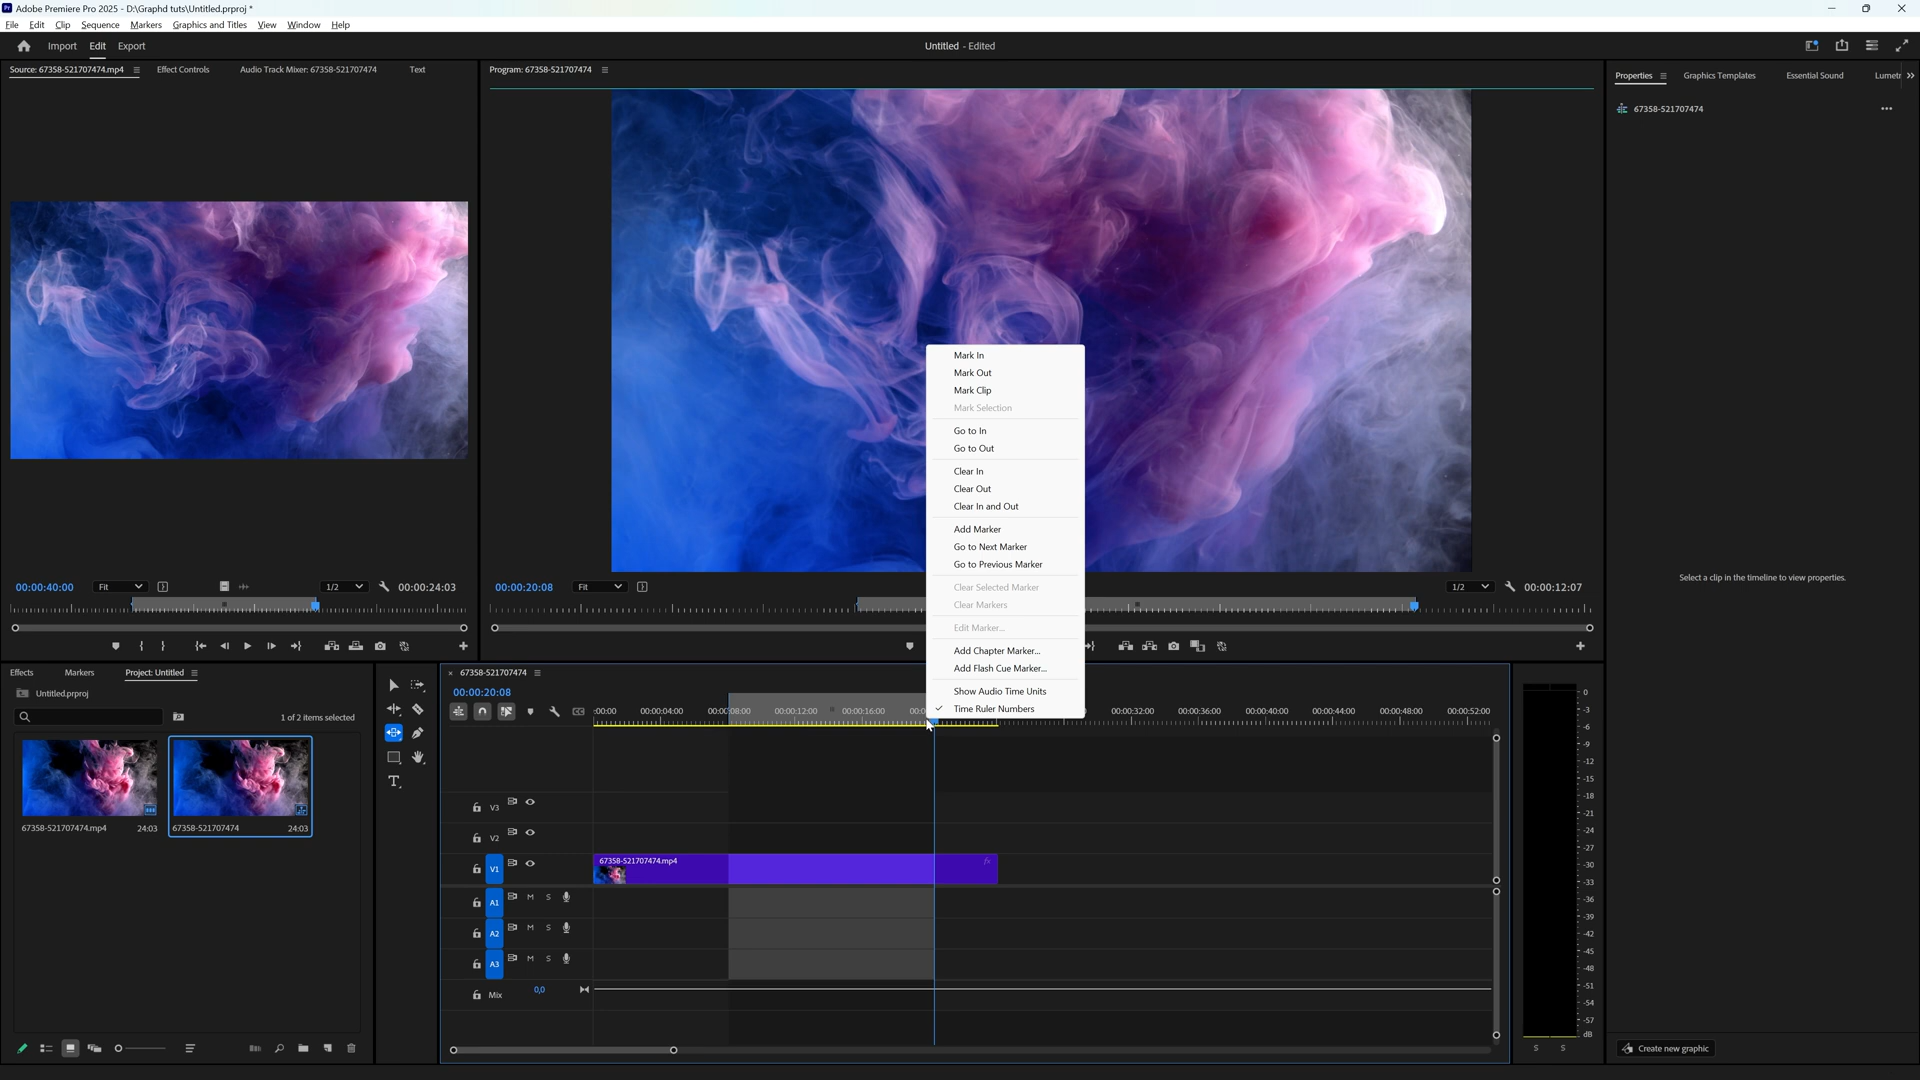 Adobe Premiere Pro 2025 - D:\Graphd tuts\Untitled.prproj *
File Edit Clip Sequence Markers Graphics and Titles View Window Help
Import Edit Export
Untitled - Edited
Source: 67358-521707474.mp4 Effect Controls Audio Track Mixer: 67358-521707474 Text
Program: 67358-521707474
Properties Graphics Templates Essential Sound Lumetr
67358-521707474
Mark In
Mark Out
Mark Clip
Mark Selection
Go to In
Go to Out
Clear In
Clear Out
Clear In and Out
Add Marker
Go to Next Marker
Go to Previous Marker
Clear Selected Marker
Clear Markers
Edit Marker...
Add Chapter Marker...
Add Flash Cue Marker...
Show Audio Time Units
Time Ruler Numbers
Select a clip in the timeline to view properties.
00:00:40:00 Fit 1/2 00:00:24:03
00:00:20:08 Fit 1/2 00:00:12:07
Effects Markers Project: Untitled
Untitled.prproj
1 of 2 items selected
67358-521707474.mp4 24:03
67358-521707474 24:03
T
67358-521707474
00:00:20:08
:00:00 00:00:04:00 00:00:08:00 00:00:12:00 00:00:16:00 00:00:32:00 00:00:36:00 00:00:40:00 00:00:44:00 00:00:48:00 00:00:52:00
V3
V2
V1
67358-521707474.mp4 fx
A1 M S
A2 M S
A3 M S
Mix 0,0
0
-3
-6
-9
-12
-15
-18
-21
-24
-27
-30
-33
-36
-39
-42
-45
-48
-51
-54
-57
dB
S S
Create new graphic